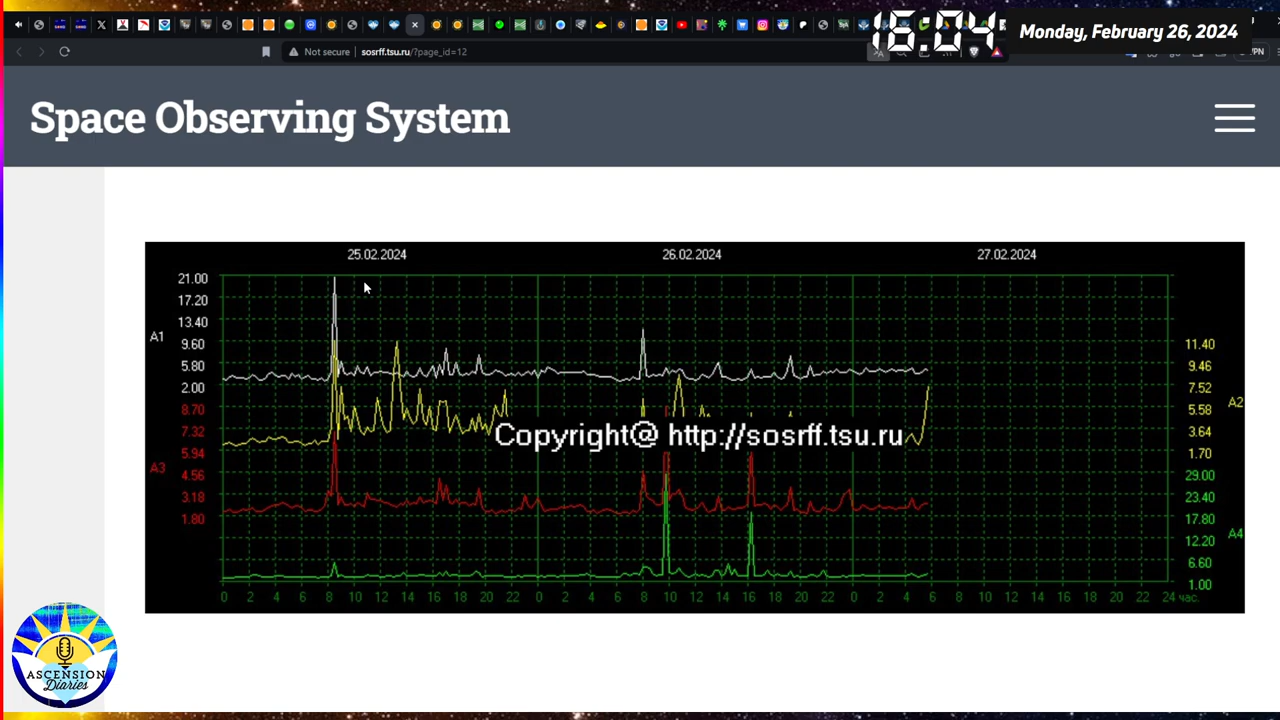 16:04
Monday, February 26, 2024
Not secure
sosrff.tsu.ru/?page_id=12
Space Observing System
25.02.2024 26.02.2024 27.02.2024
21.00
17.20
13.40
A1
9.60
5.80
2.00
8.70
7.32
5.94
A3
4.56
3.18
1.80
11.40
9.46
7.52
A2
5.58
3.64
1.70
29.00
23.40
17.80
A4
12.20
6.60
1.00
Copyright@ http://sosrff.tsu.ru
0 2 4 6 8 10 12 14 16 18 20 22 0 2 4 6 8 10 12 14 16 18 20 22 0 2 4 6 8 10 12 14 16 18 20 22 24 час.
ASCENSION
Diaries